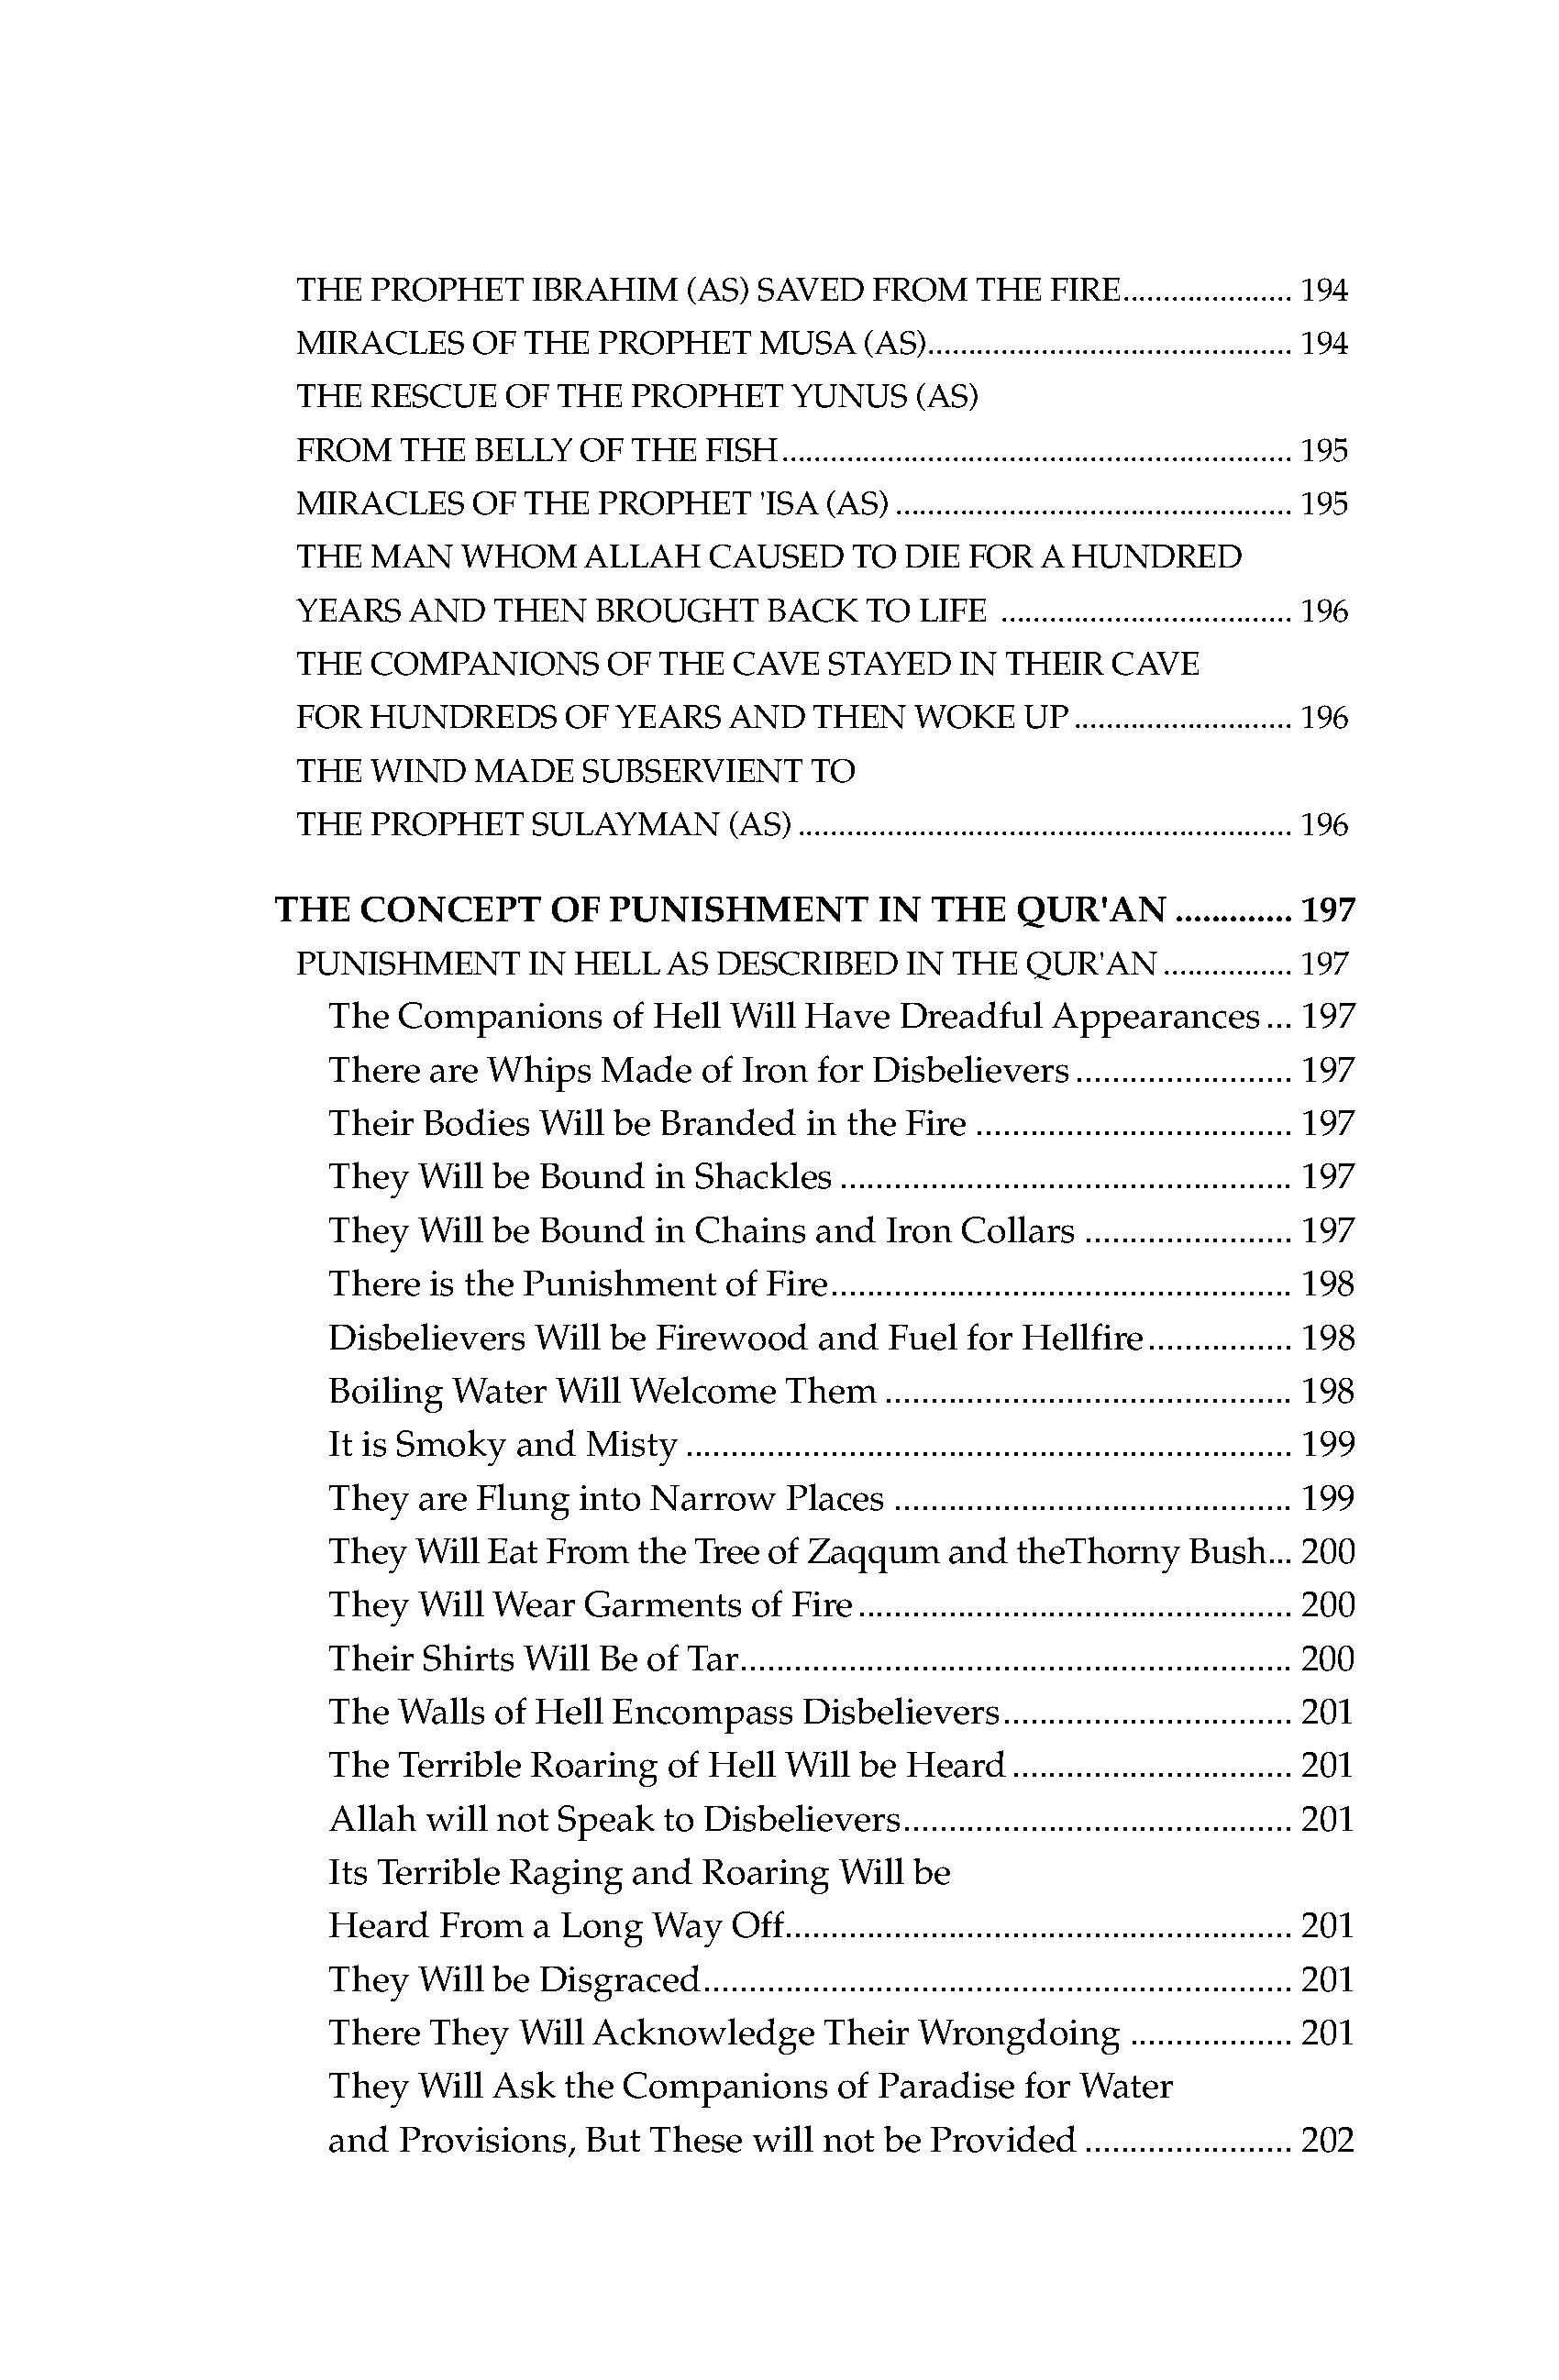 THE PROPHET IBRAHIM (AS) SAVED FROM THE FIRE..................... 194
MIRACLES OF THE PROPHET MUSA (AS)............................................. 194
THE RESCUE OF THE PROPHET YUNUS (AS)
FROM THE BELLY OF THE FISH............................................................... 195
MIRACLES OF THE PROPHET 'ISA (AS) ................................................. 195
THE MAN WHOM ALLAH CAUSED TO DIE FOR A HUNDRED
YEARS AND THEN BROUGHT BACK TO LIFE .................................... 196
THE COMPANIONS OF THE CAVE STAYED IN THEIR CAVE
FOR HUNDREDS OF YEARS AND THEN WOKE UP........................... 196
THE WIND MADE SUBSERVIENT TO
THE PROPHET SULAYMAN (AS)............................................................. 196
THE CONCEPT OF PUNISHMENT IN THE QUR'AN ............. 197
PUNISHMENT IN HELL AS DESCRIBED IN THE QUR'AN................ 197
The Companions of Hell Will Have Dreadful Appearances... 197
There are Whips Made of Iron for Disbelievers........................ 197
Their Bodies Will be Branded in the Fire ................................... 197
They Will be Bound in Shackles.................................................. 197
They Will be Bound in Chains and Iron Collars ....................... 197
There is the Punishment of Fire................................................... 198
Disbelievers Will be Firewood and Fuel for Hellfire................ 198
Boiling Water Will Welcome Them ............................................. 198
It is Smoky and Misty ................................................................... 199
They are Flung into Narrow Places ............................................ 199
They Will Eat From the Tree of Zaqqum and theThorny Bush... 200
They Will Wear Garments of Fire................................................ 200
Their Shirts Will Be of Tar............................................................. 200
The Walls of Hell Encompass Disbelievers................................ 201
The Terrible Roaring of Hell Will be Heard............................... 201
Allah will not Speak to Disbelievers........................................... 201
Its Terrible Raging and Roaring Will be
Heard From a Long Way Off........................................................ 201
They Will be Disgraced................................................................. 201
There They Will Acknowledge Their Wrongdoing .................. 201
They Will Ask the Companions of Paradise for Water
and Provisions, But These will not be Provided ....................... 202